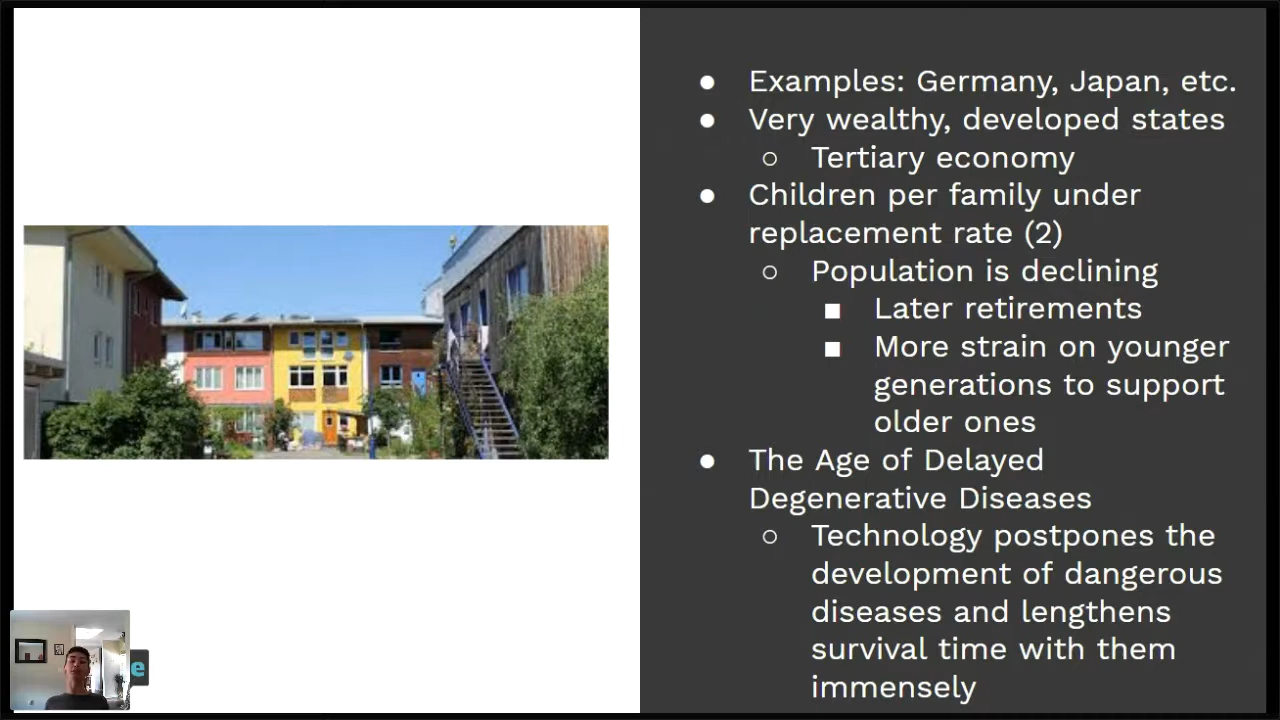 ● Examples: Germany, Japan, etc.
● Very wealthy, developed states
○ Tertiary economy
● Children per family under
replacement rate (2)
○ Population is declining
■ Later retirements
■ More strain on younger
generations to support
older ones
● The Age of Delayed
Degenerative Diseases
○ Technology postpones the
development of dangerous
diseases and lengthens
survival time with them
immensely
e